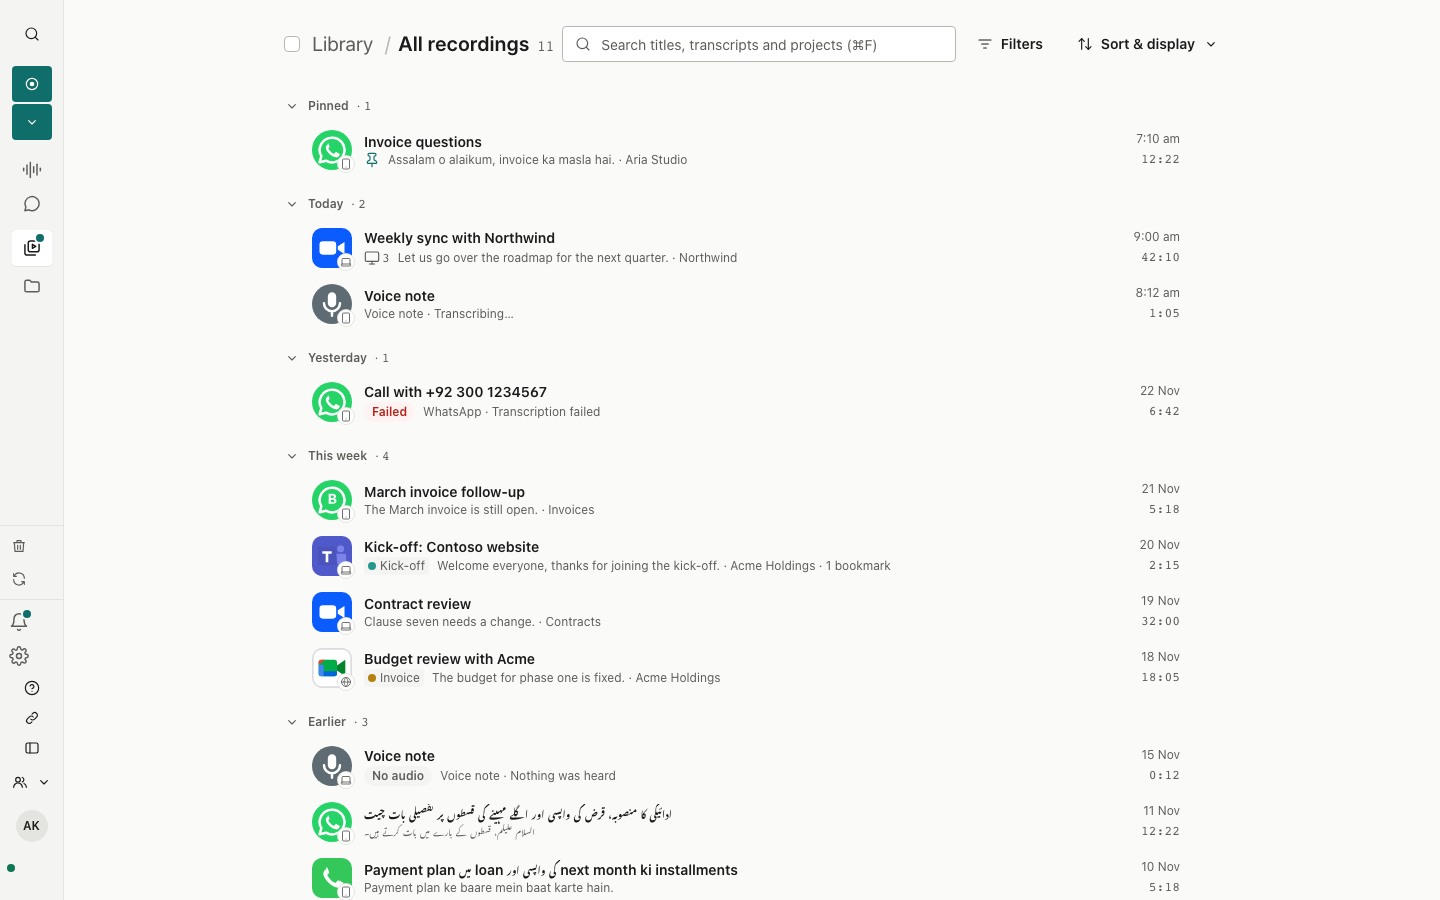 Library / All recordings 11
Search titles, transcripts and projects (⌘F)
Filters
Sort & display
Pinned · 1
Invoice questions
7:10 am
Assalam o alaikum, invoice ka masla hai. · Aria Studio
12:22
Today · 2
Weekly sync with Northwind
9:00 am
3 Let us go over the roadmap for the next quarter. · Northwind
42:10
Voice note
8:12 am
Voice note · Transcribing…
1:05
Yesterday · 1
Call with +92 300 1234567
22 Nov
Failed WhatsApp · Transcription failed
6:42
This week · 4
B
March invoice follow-up
21 Nov
The March invoice is still open. · Invoices
5:18
T
Kick-off: Contoso website
20 Nov
Kick-off Welcome everyone, thanks for joining the kick-off. · Acme Holdings · 1 bookmark
2:15
Contract review
19 Nov
Clause seven needs a change. · Contracts
32:00
Budget review with Acme
18 Nov
Invoice The budget for phase one is fixed. · Acme Holdings
18:05
Earlier · 3
Voice note
15 Nov
No audio Voice note · Nothing was heard
0:12
ادائیگی کا منصوبہ، قرض کی واپسی اور اگلے مہینے کی قسطوں پر تفصیلی بات چیت
11 Nov
السلام علیکم، قسطوں کے بارے میں بات کرتے ہیں۔
12:22
Payment plan میں loan کی واپسی اور next month ki installments
10 Nov
Payment plan ke baare mein baat karte hain.
5:18
AK